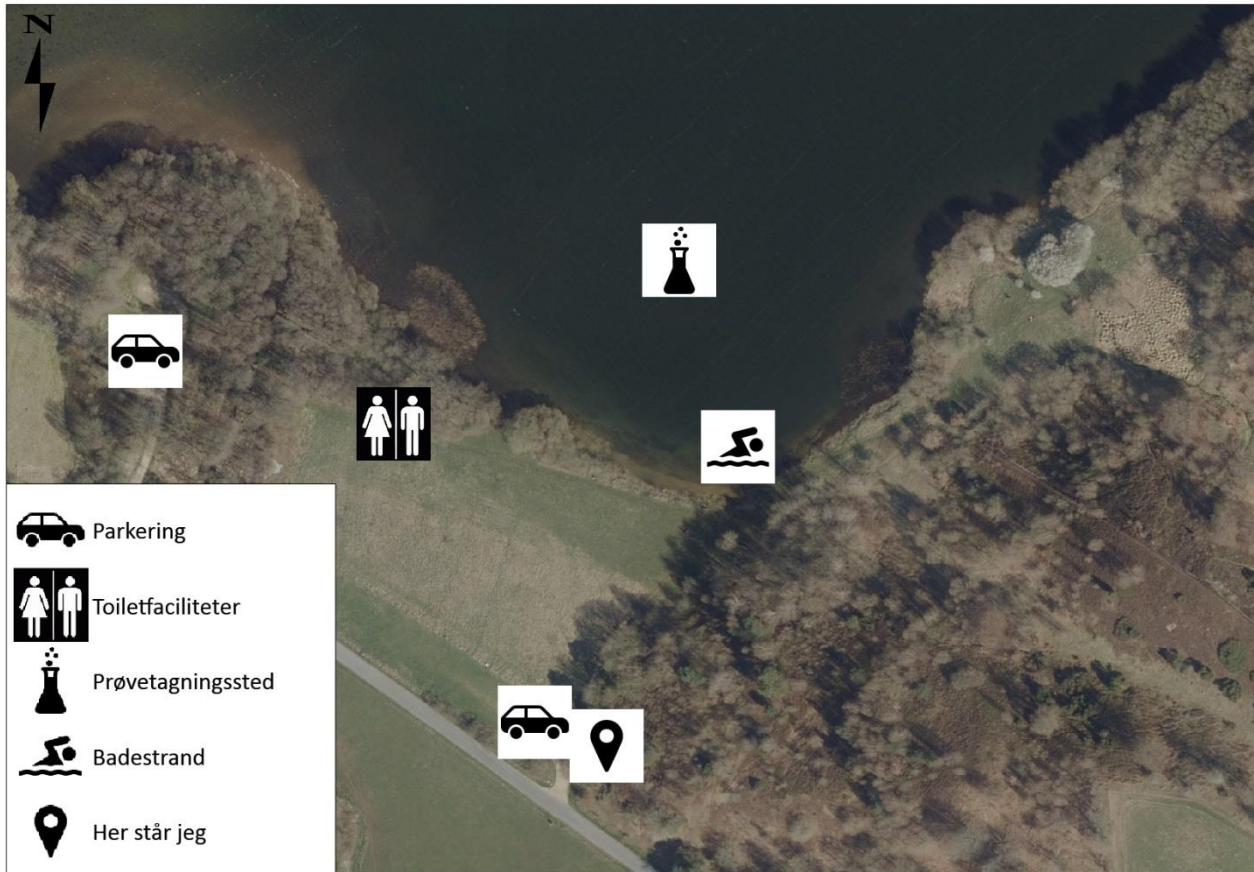 N
Parkering
Toiletfaciliteter
Prøvetagningssted
Badestrand
Her står jeg